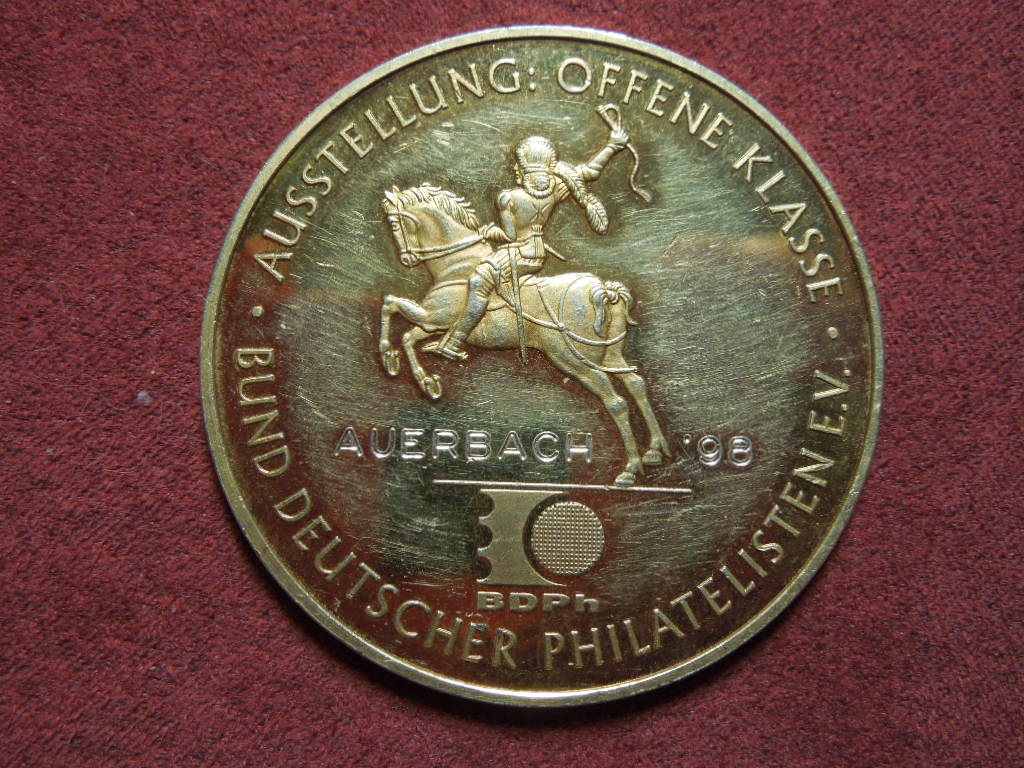 AUSSTELLUNG: OFFENE KLASSE
AUERBACH '98
BDPh
· BUND DEUTSCHER PHILATELISTEN E.V. ·